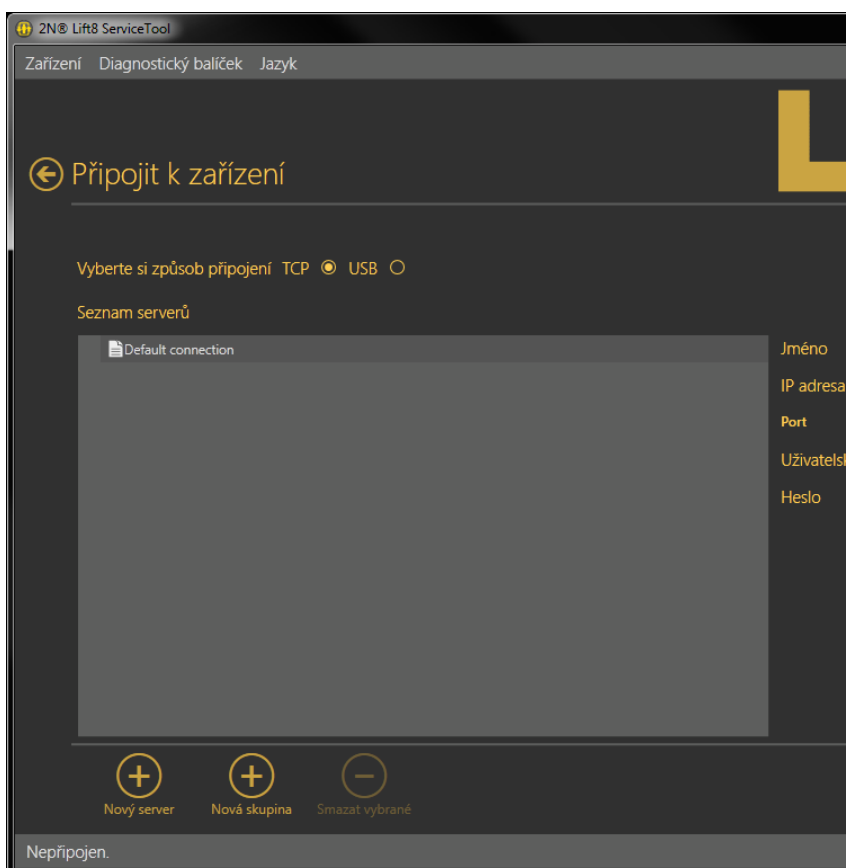 2N® Lift8 ServiceTool
Zařízení Diagnostický balíček Jazyk
Připojit k zařízení
Vyberte si způsob připojení TCP USB
Seznam serverů
Default connection
Jméno
IP adresa
Port
Uživatelsk
Heslo
Nový server Nová skupina Smazat vybrané
Nepřipojen.